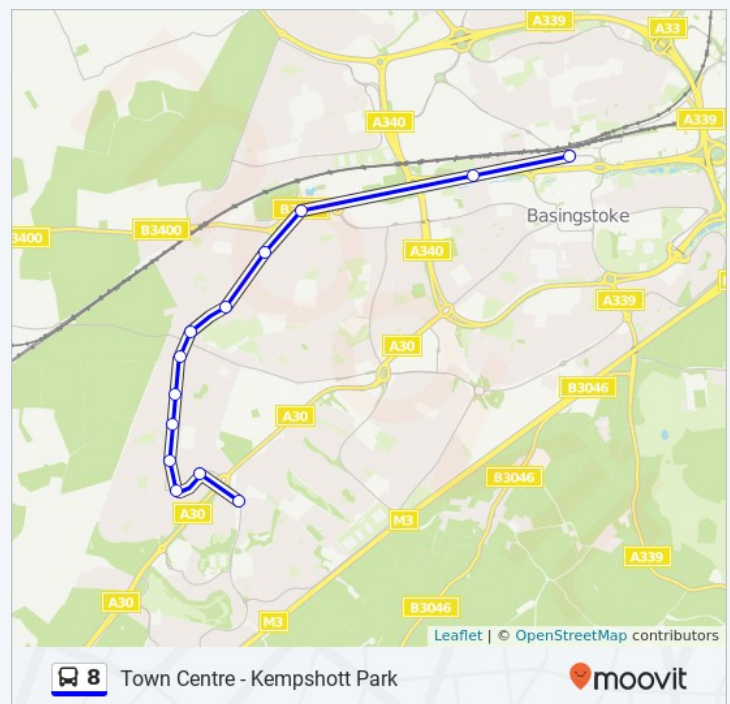 A339
A33
A340
A339
B3400
3400
Basingstoke
A340
A339
A30
B3046
A30
B3046
A30
M3
A339
A30
B3046
M3
Leaflet | © OpenStreetMap contributors
8 Town Centre - Kempshott Park
moovit